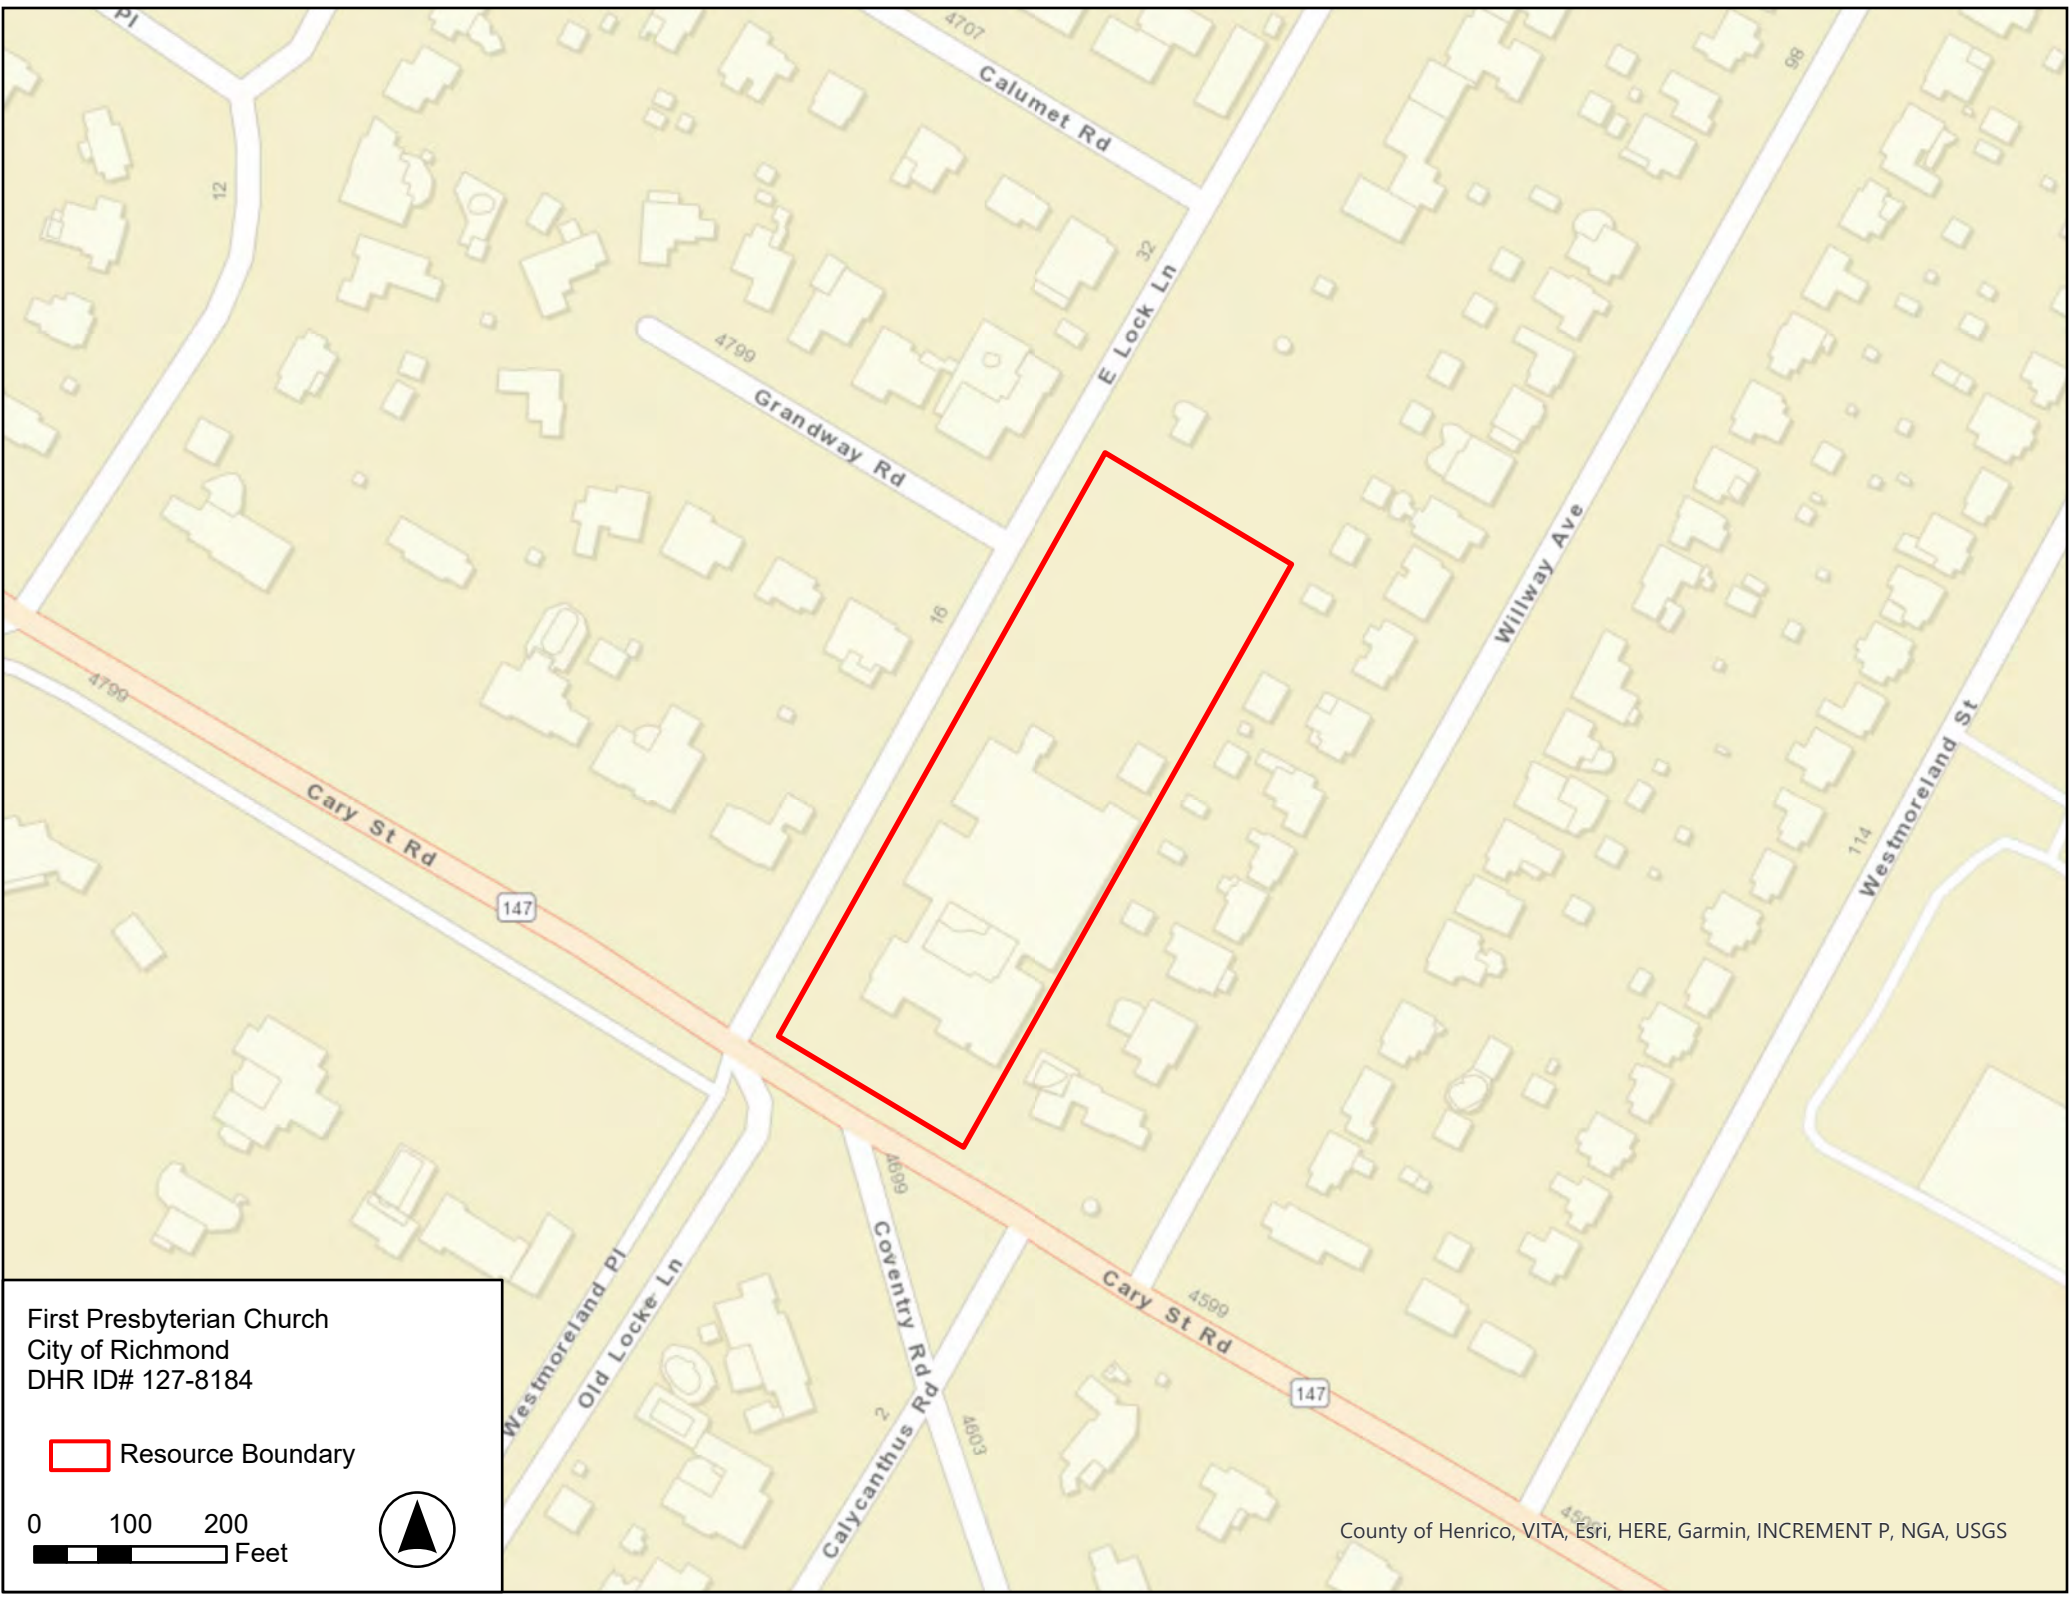 Pl
4707
Calumet Rd
98
12
32
E Lock Ln
4799
Grandway Rd
Willway Ave
16
4799
Cary St Rd
147
Westmoreland St
114
4699
Coventry Rd
Westmoreland Pl
Old Locke Ln
Cary St Rd
4599
147
2
4603
Calycanthus Rd
First Presbyterian Church
City of Richmond
DHR ID# 127-8184
Resource Boundary
0 100 200
Feet
County of Henrico, VITA, Esri, HERE, Garmin, INCREMENT P, NGA, USGS